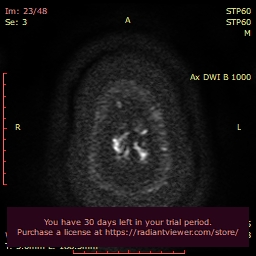 Im: 23/48
Se: 3
A
STP60
STP60
M
Ax DWI B 1000
R
L
You have 30 days left in your trial period.
Purchase a license at https://radiantviewer.com/store/